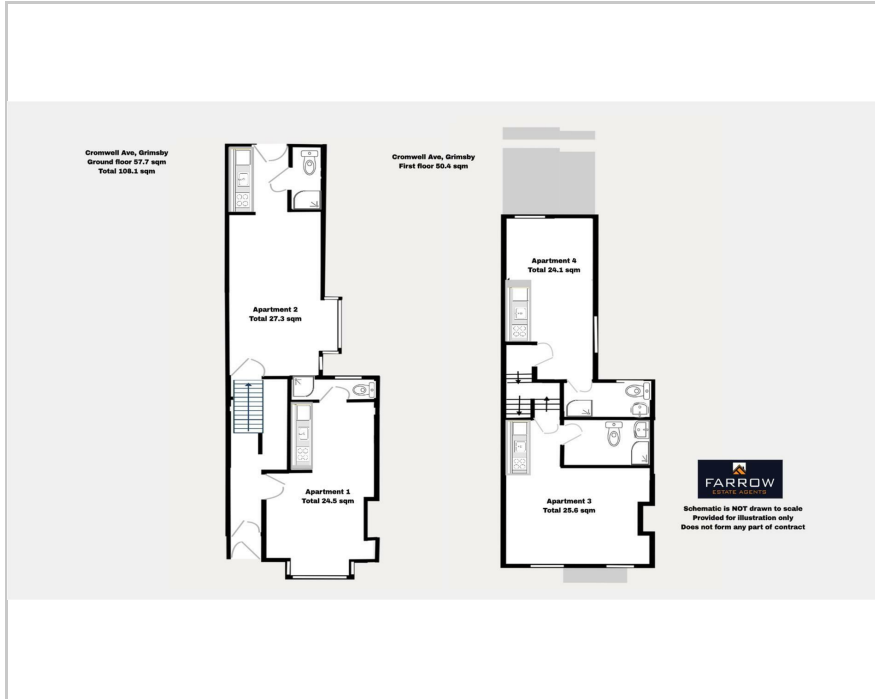 Cromwell Ave, Grimsby
Ground floor 57.7 sqm
Total 108.1 sqm
Cromwell Ave, Grimsby
First floor 50.4 sqm
Apartment 2
Total 27.3 sqm
Apartment 1
Total 24.5 sqm
Apartment 4
Total 24.1 sqm
Apartment 3
Total 25.6 sqm
FARROW
ESTATE AGENTS
Schematic is NOT drawn to scale
Provided for illustration only
Does not form any part of contract